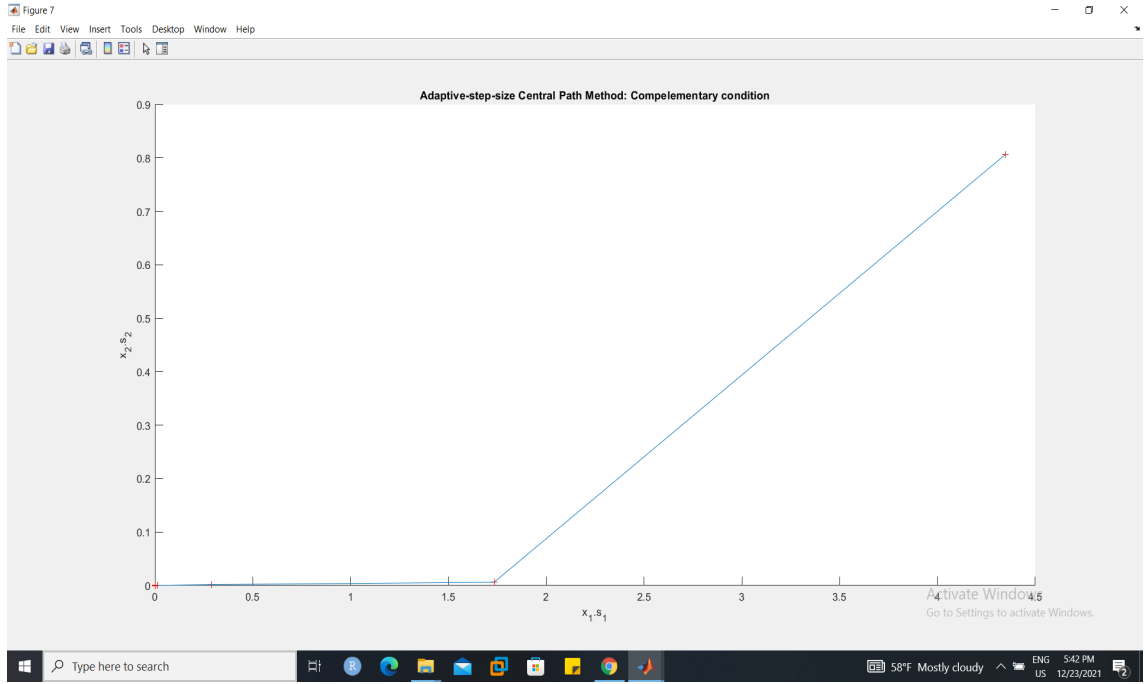 Figure 7
File Edit View Insert Tools Desktop Window Help
Adaptive-step-size Central Path Method: Compelementary condition
0.9
0.8
0.7
0.6
0.5
0.4
0.3
0.2
0.1
0
x2.s2
0 0.5 1 1.5 2 2.5 3 3.5 4 4.5
x1.s1
Activate Windows
Go to Settings to activate Windows.
Type here to search
R
58°F Mostly cloudy
ENG
US
5:42 PM
12/23/2021
2